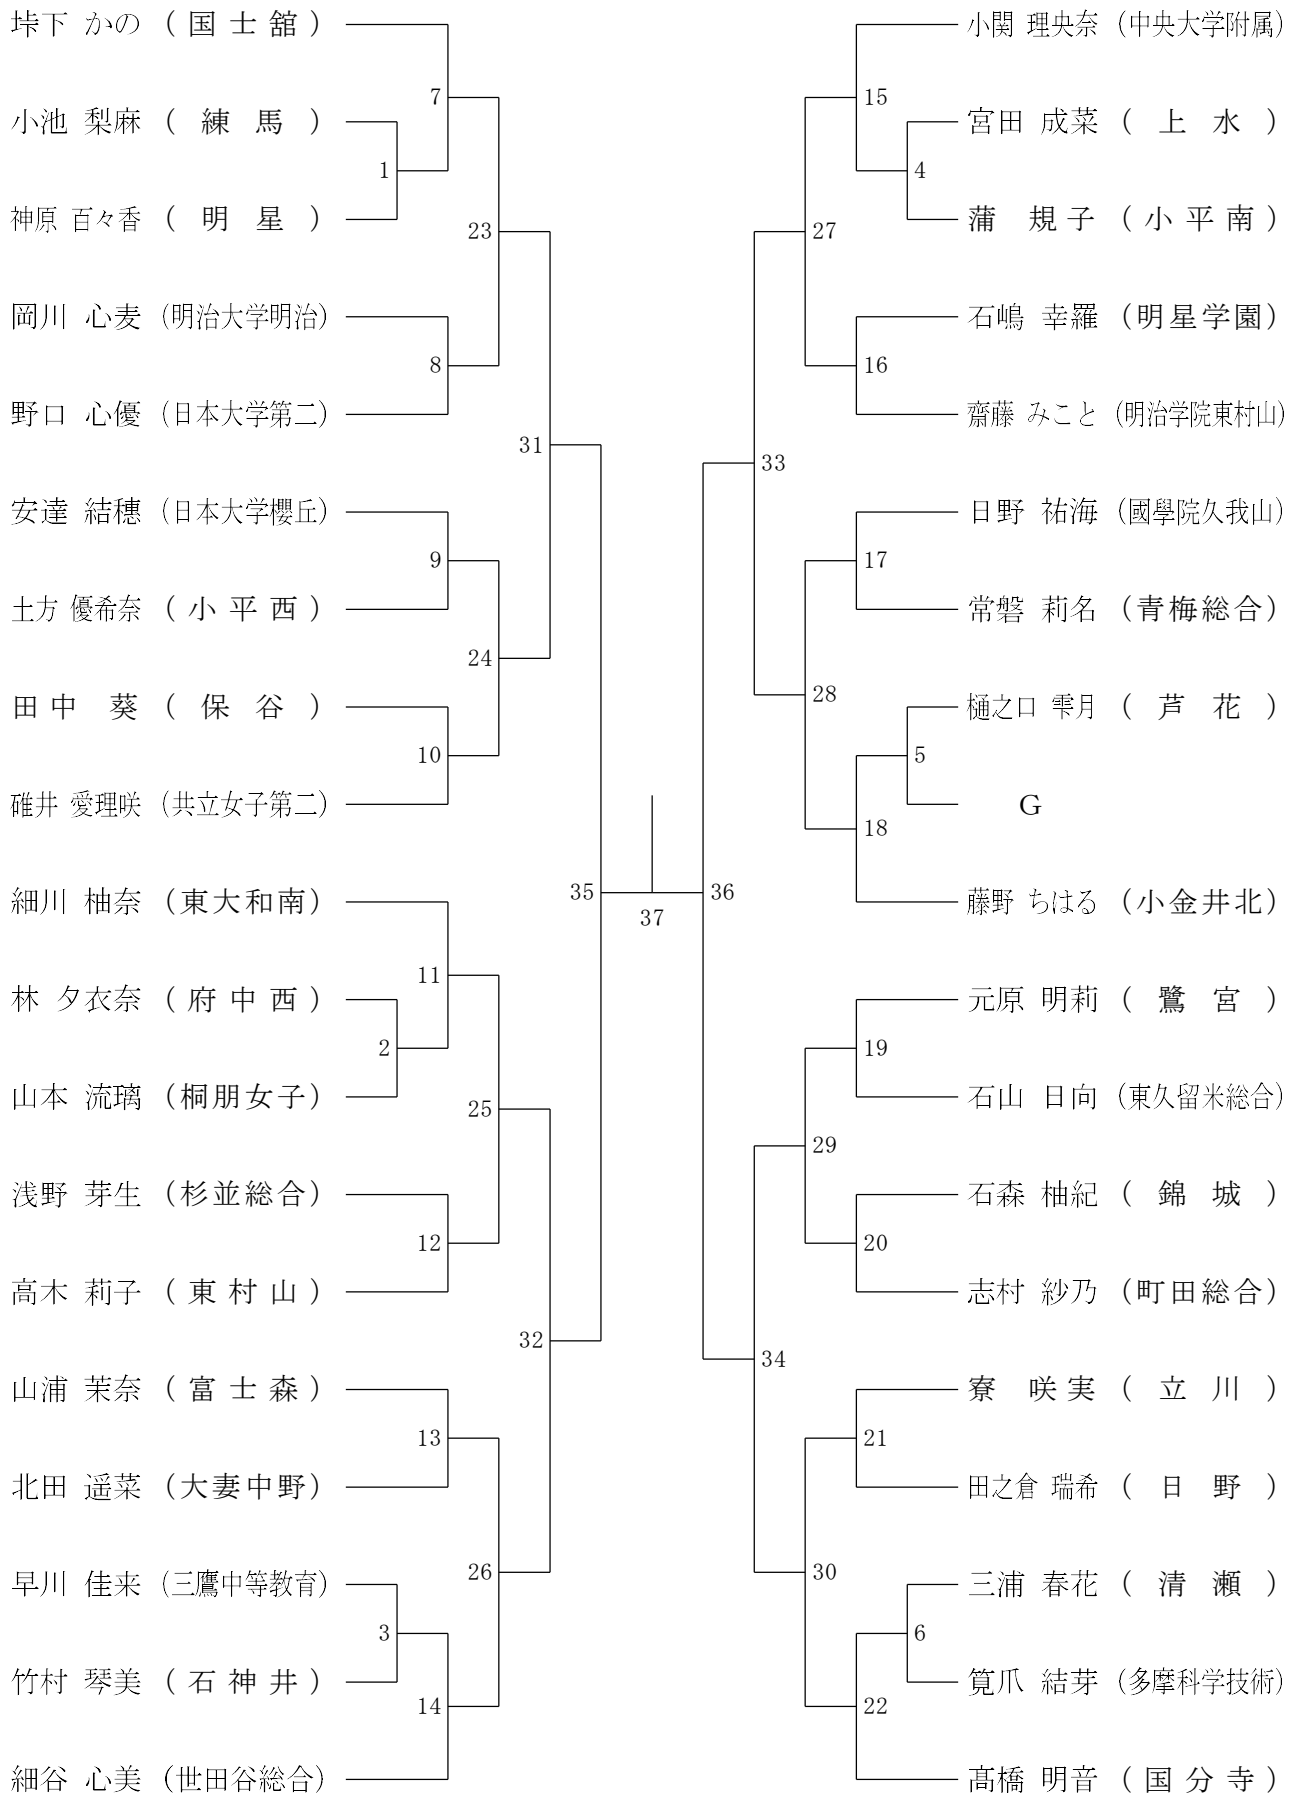 垰下 かの (国士舘)
7
小池 梨麻 (練馬)
1
神原 百々香 (明星)
23
岡川 心麦 (明治大学明治)
8
野口 心優 (日本大学第二)
31
安達 結穂 (日本大学櫻丘)
9
土方 優希奈 (小平西)
24
田中 葵 (保谷)
10
碓井 愛理咲 (共立女子第二)
35
細川 柚奈 (東大和南)
11
林 夕衣奈 (府中西)
2
山本 流璃 (桐朋女子)
25
浅野 芽生 (杉並総合)
12
高木 莉子 (東村山)
32
山浦 茉奈 (富士森)
13
北田 遥菜 (大妻中野)
26
早川 佳来 (三鷹中等教育)
3
竹村 琴美 (石神井)
14
細谷 心美 (世田谷総合)
37
小関 理央奈 (中央大学附属)
15
宮田 成菜 (上水)
4
蒲 規子 (小平南)
27
石嶋 幸羅 (明星学園)
16
齋藤 みこと (明治学院東村山)
33
日野 祐海 (國學院久我山)
17
常磐 莉名 (青梅総合)
28
樋之口 雫月 (芦花)
5
G
18
藤野 ちはる (小金井北)
36
元原 明莉 (鷺宮)
19
石山 日向 (東久留米総合)
29
石森 柚紀 (錦城)
20
志村 紗乃 (町田総合)
34
寮 咲実 (立川)
21
田之倉 瑞希 (日野)
30
三浦 春花 (清瀬)
6
筧爪 結芽 (多摩科学技術)
22
髙橋 明音 (国分寺)